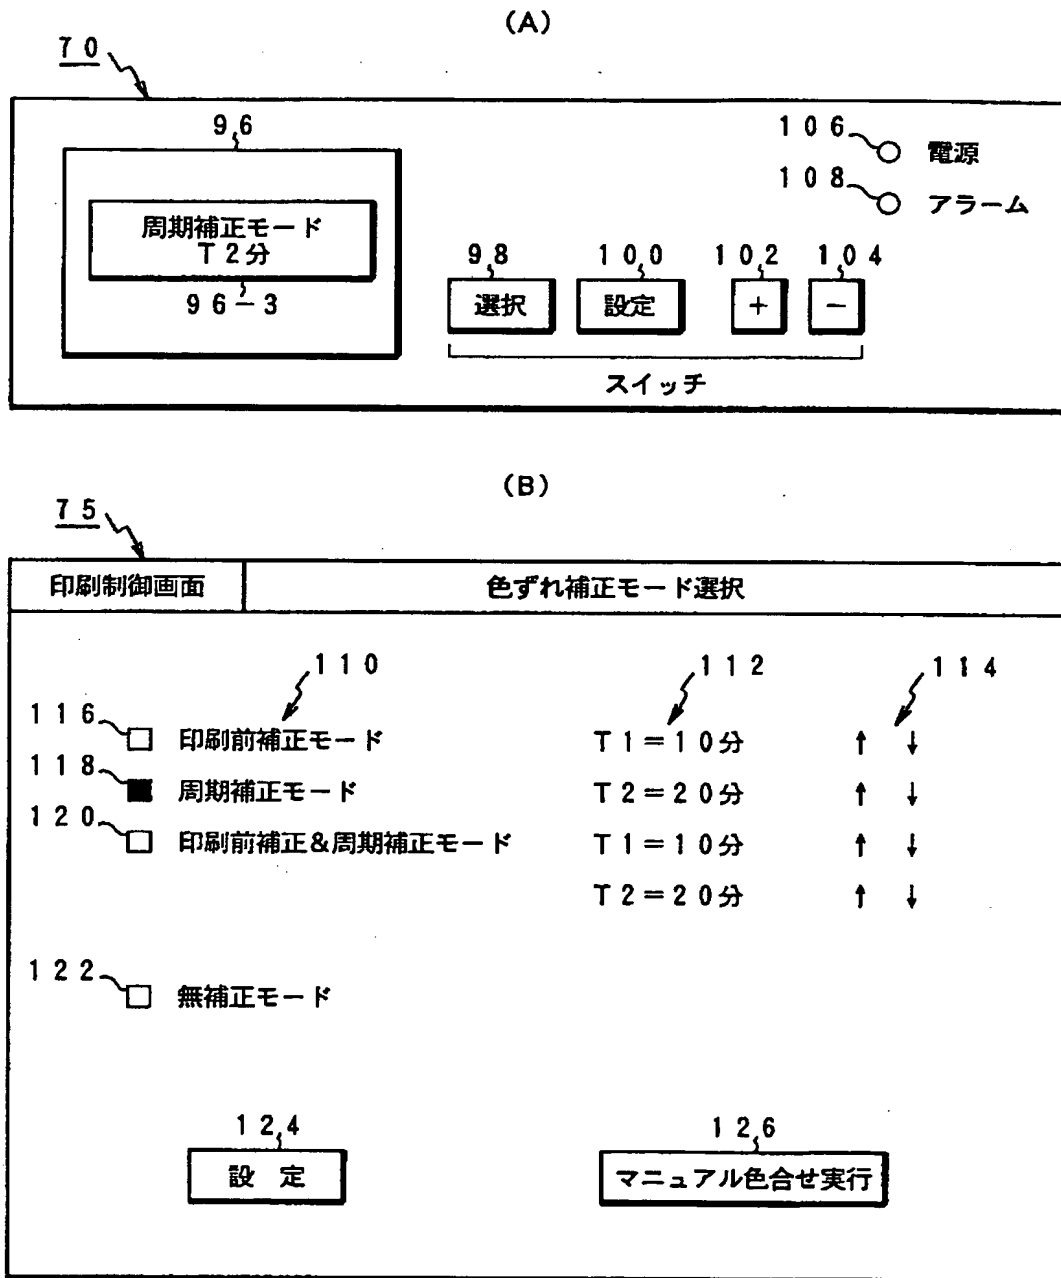 (A)
70
96
106 電源
108 アラーム
周期補正モード
T2分
96-3
98 100 102 104
選択 設定 + -
スイッチ
(B)
75
印刷制御画面 色ずれ補正モード選択
110 112 114
116 印刷前補正モード T1=10分 ↑ ↓
118 周期補正モード T2=20分 ↑ ↓
120 印刷前補正&周期補正モード T1=10分 ↑ ↓
T2=20分 ↑ ↓
122 無補正モード
124 126
設 定 マニュアル色合せ実行